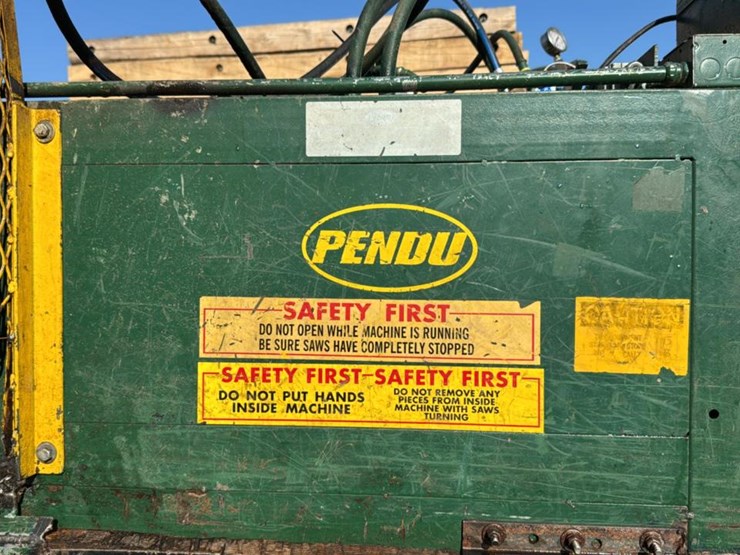 PENDU
SAFETY FIRST
DO NOT OPEN WHILE MACHINE IS RUNNING
BE SURE SAWS HAVE COMPLETELY STOPPED
SAFETY FIRST SAFETY FIRST
DO NOT PUT HANDS
INSIDE MACHINE
DO NOT REMOVE ANY
PIECES FROM INSIDE
MACHINE WITH SAWS
TURNING
CAUTION